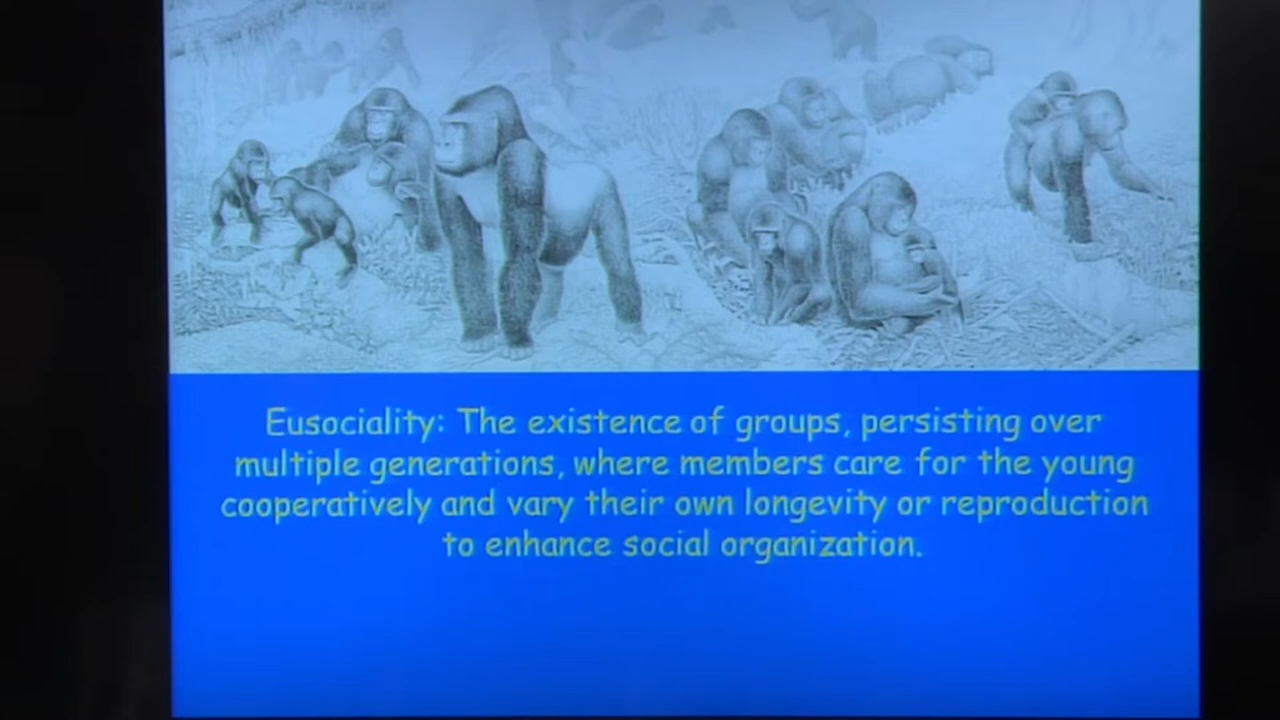 Eusociality: The existence of groups, persisting over
multiple generations, where members care for the young
cooperatively and vary their own longevity or reproduction
to enhance social organization.